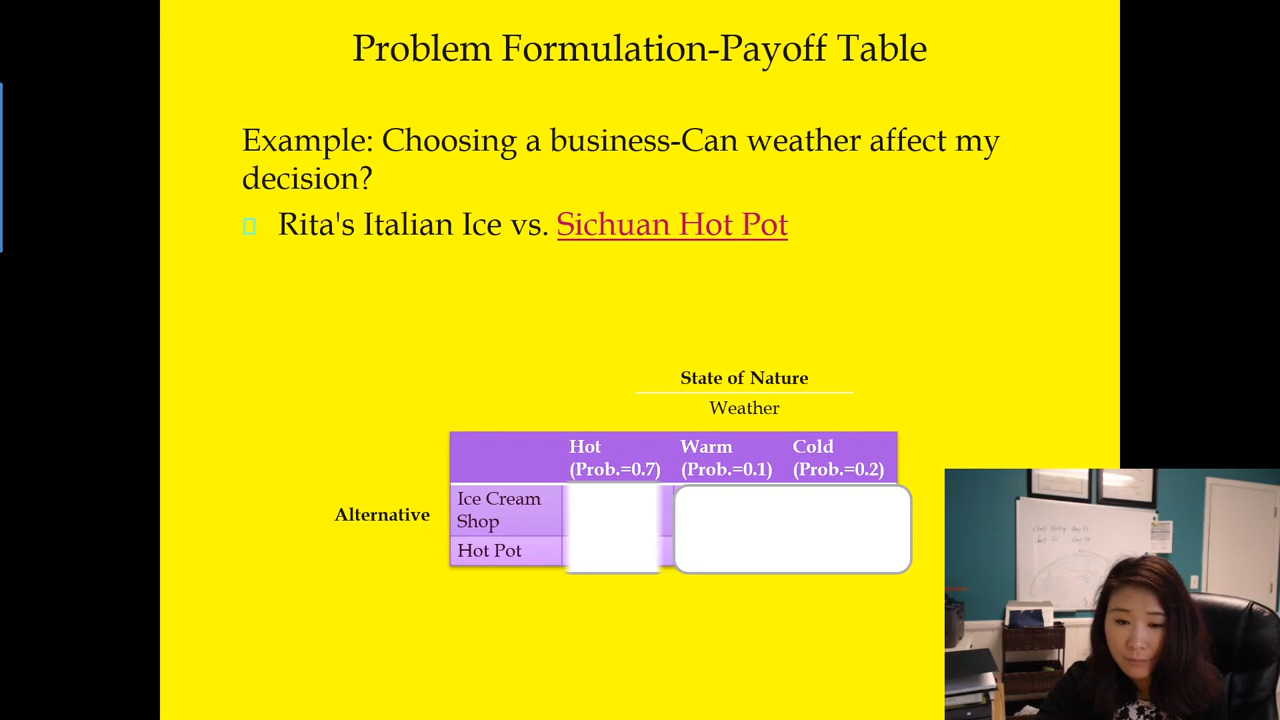 Problem Formulation-Payoff Table
Example: Choosing a business-Can weather affect my
decision?
Rita's Italian Ice vs. Sichuan Hot Pot
State of Nature
Weather
Hot Warm Cold
(Prob.=0.7) (Prob.=0.1) (Prob.=0.2)
Alternative
Ice Cream
Shop
Hot Pot